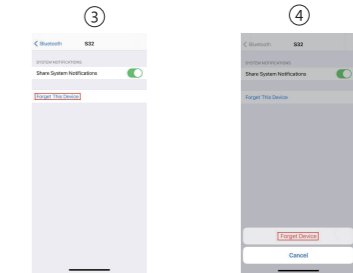 ③
④
Bluetooth S32
SYSTEM NOTIFICATIONS
Share System Notifications
Forget This Device
Bluetooth S32
SYSTEM NOTIFICATIONS
Share System Notifications
Forget This Device
Forget Device
Cancel